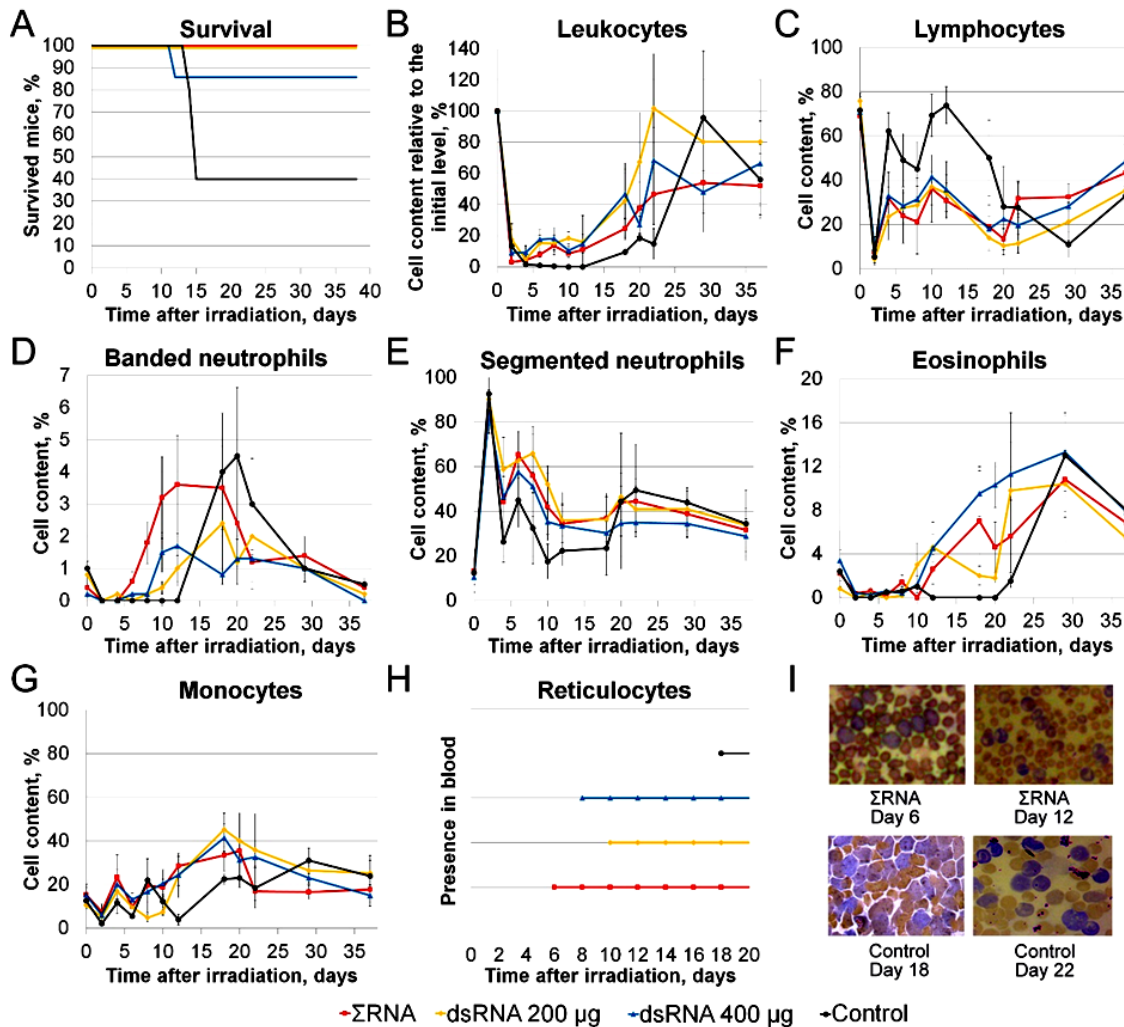 A
Survival
Survived mice, %
100
90
80
70
60
50
40
30
20
10
0
0 5 10 15 20 25 30 35 40
Time after irradiation, days
B
Leukocytes
Cell content relative to the
initial level, %
140
120
100
80
60
40
20
0
0 5 10 15 20 25 30 35
Time after irradiation, days
C
Lymphocytes
Cell content, %
100
80
60
40
20
0
0 5 10 15 20 25 30 35
Time after irradiation, days
D
Banded neutrophils
Cell content, %
7
6
5
4
3
2
1
0
0 5 10 15 20 25 30 35
Time after irradiation, days
E
Segmented neutrophils
Cell content, %
100
80
60
40
20
0
0 5 10 15 20 25 30 35
Time after irradiation, days
F
Eosinophils
Cell content, %
20
16
12
8
4
0
0 5 10 15 20 25 30 35
Time after irradiation, days
G
Monocytes
Cell content, %
100
80
60
40
20
0
0 5 10 15 20 25 30 35
Time after irradiation, days
H
Reticulocytes
Presence in blood
0 2 4 6 8 10 12 14 16 18 20
Time after irradiation, days
I
ΣRNA
Day 6
ΣRNA
Day 12
Control
Day 18
Control
Day 22
ΣRNA dsRNA 200 µg dsRNA 400 µg Control